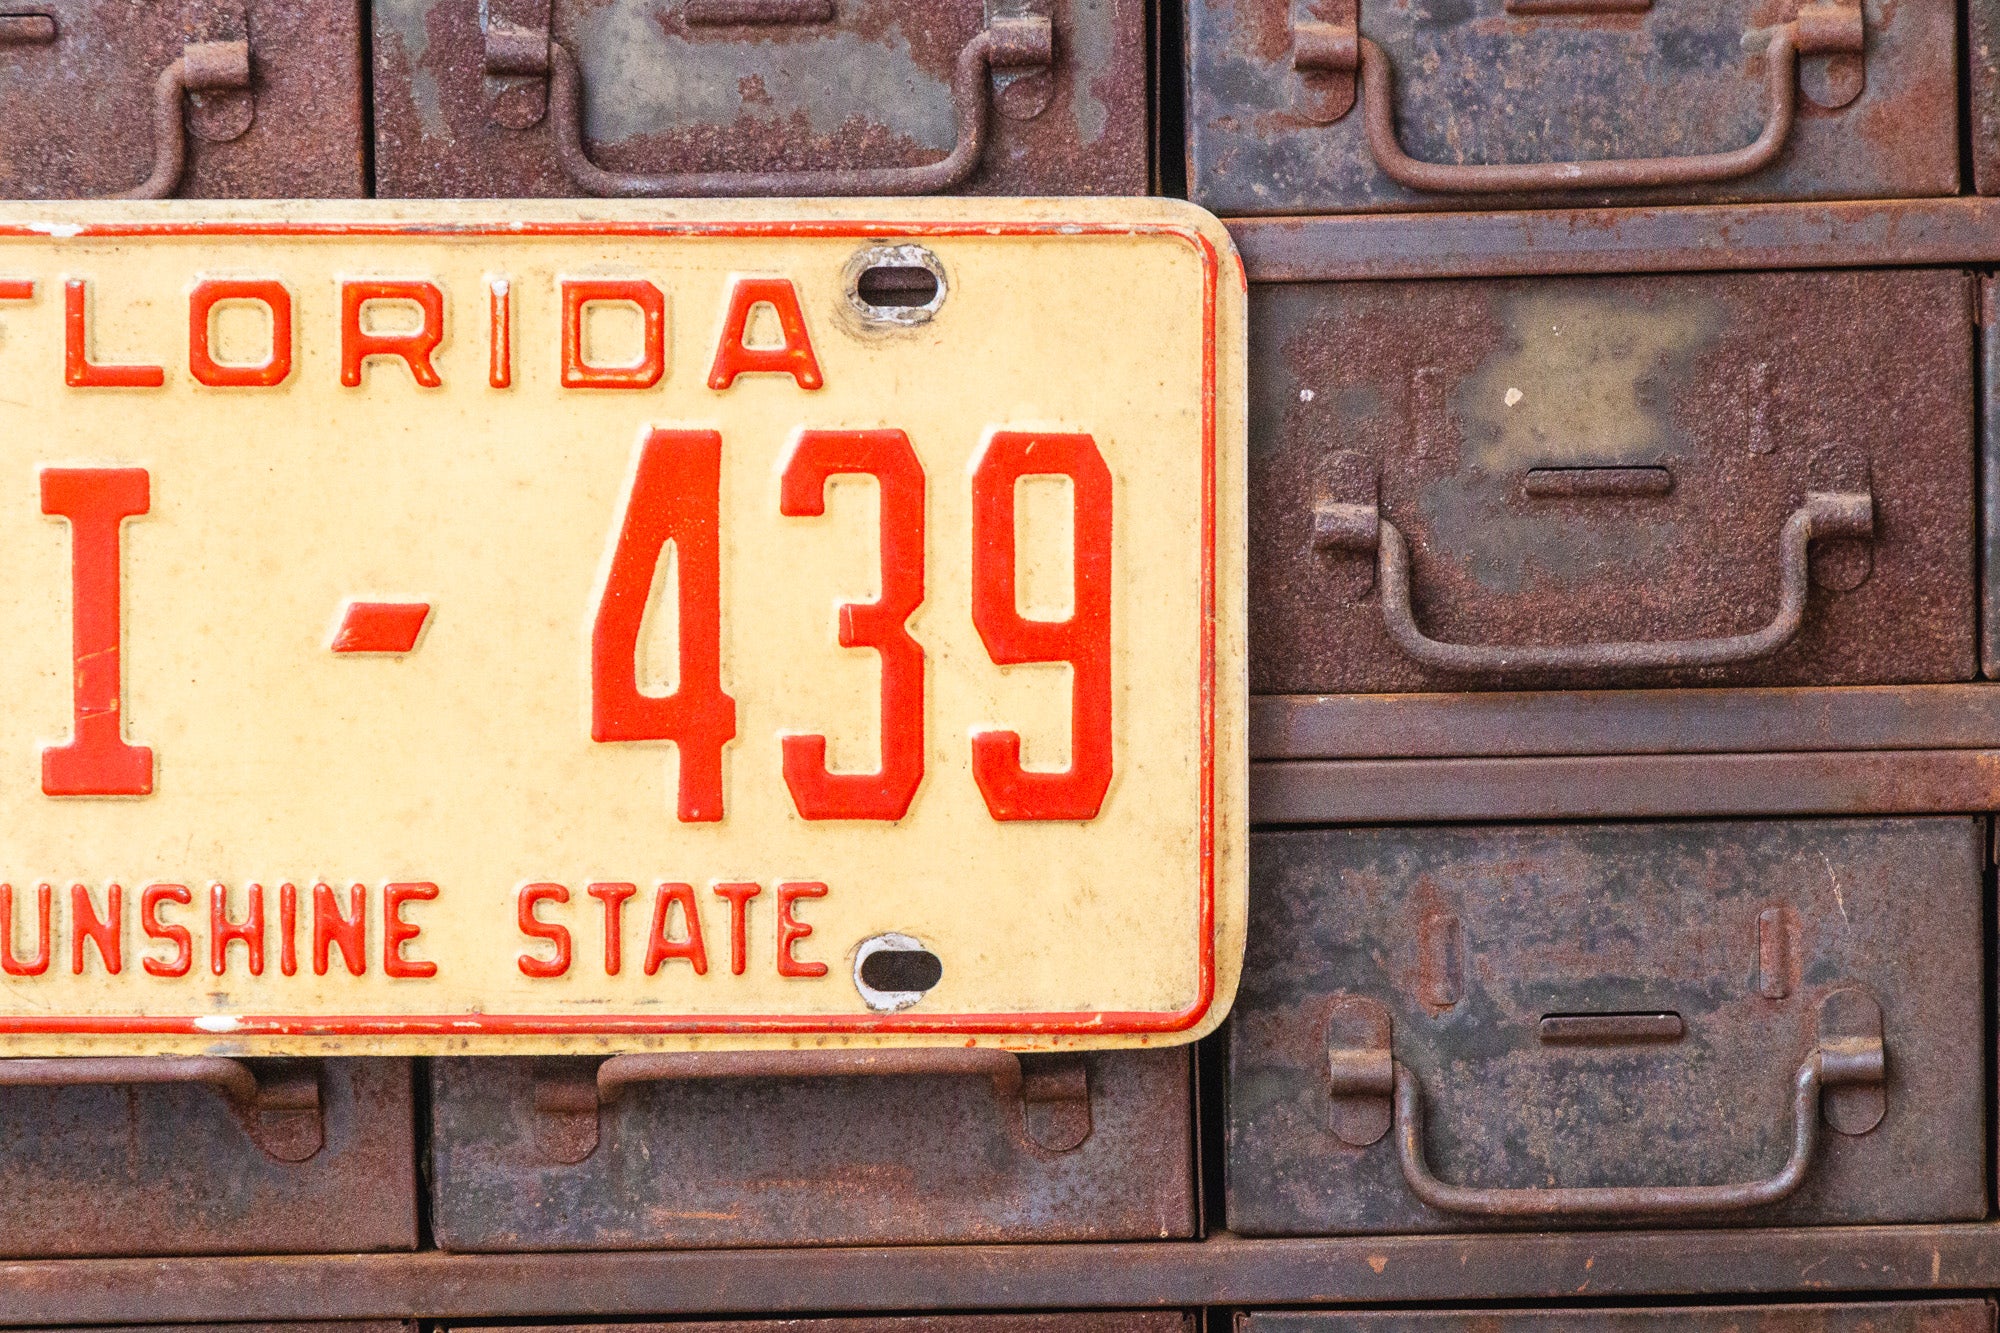 FLORIDA
I - 439
UNSHINE STATE